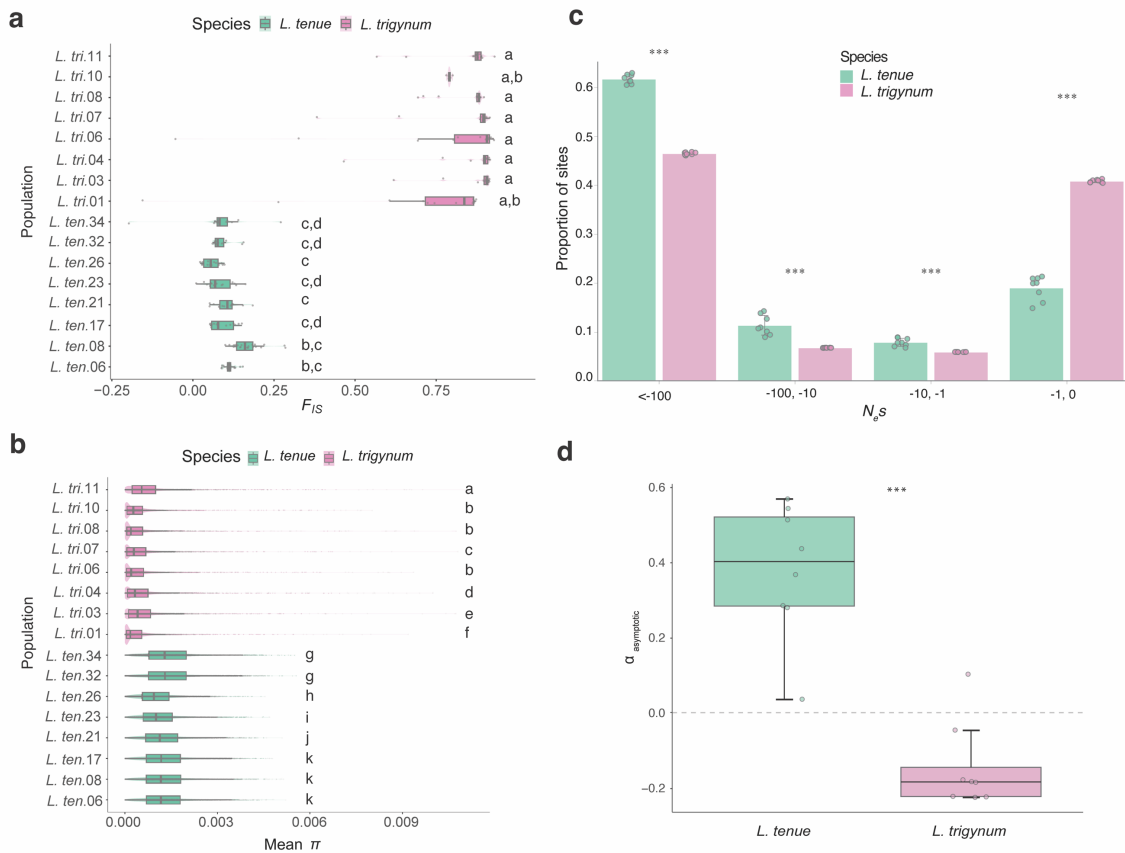 a
Species L. tenue L. trigynum
Population
L. tri.11 a
L. tri.10 a,b
L. tri.08 a
L. tri.07 a
L. tri.06 a
L. tri.04 a
L. tri.03 a
L. tri.01 a,b
L. ten.34 c,d
L. ten.32 c,d
L. ten.26 c
L. ten.23 c,d
L. ten.21 c
L. ten.17 c,d
L. ten.08 b,c
L. ten.06 b,c
−0.25 0.00 0.25 0.50 0.75
FIS
b
Species L. tenue L. trigynum
Population
L. tri.11 a
L. tri.10 b
L. tri.08 b
L. tri.07 c
L. tri.06 b
L. tri.04 d
L. tri.03 e
L. tri.01 f
L. ten.34 g
L. ten.32 g
L. ten.26 h
L. ten.23 i
L. ten.21 j
L. ten.17 k
L. ten.08 k
L. ten.06 k
0.000 0.003 0.006 0.009
Mean π
c
Species
L. tenue
L. trigynum
***
***
***
***
Proportion of sites
0.6
0.5
0.4
0.3
0.2
0.1
0.0
<-100 -100, -10 -10, -1 -1, 0
Nes
d
***
α asymptotic
0.6
0.4
0.2
0.0
−0.2
L. tenue L. trigynum